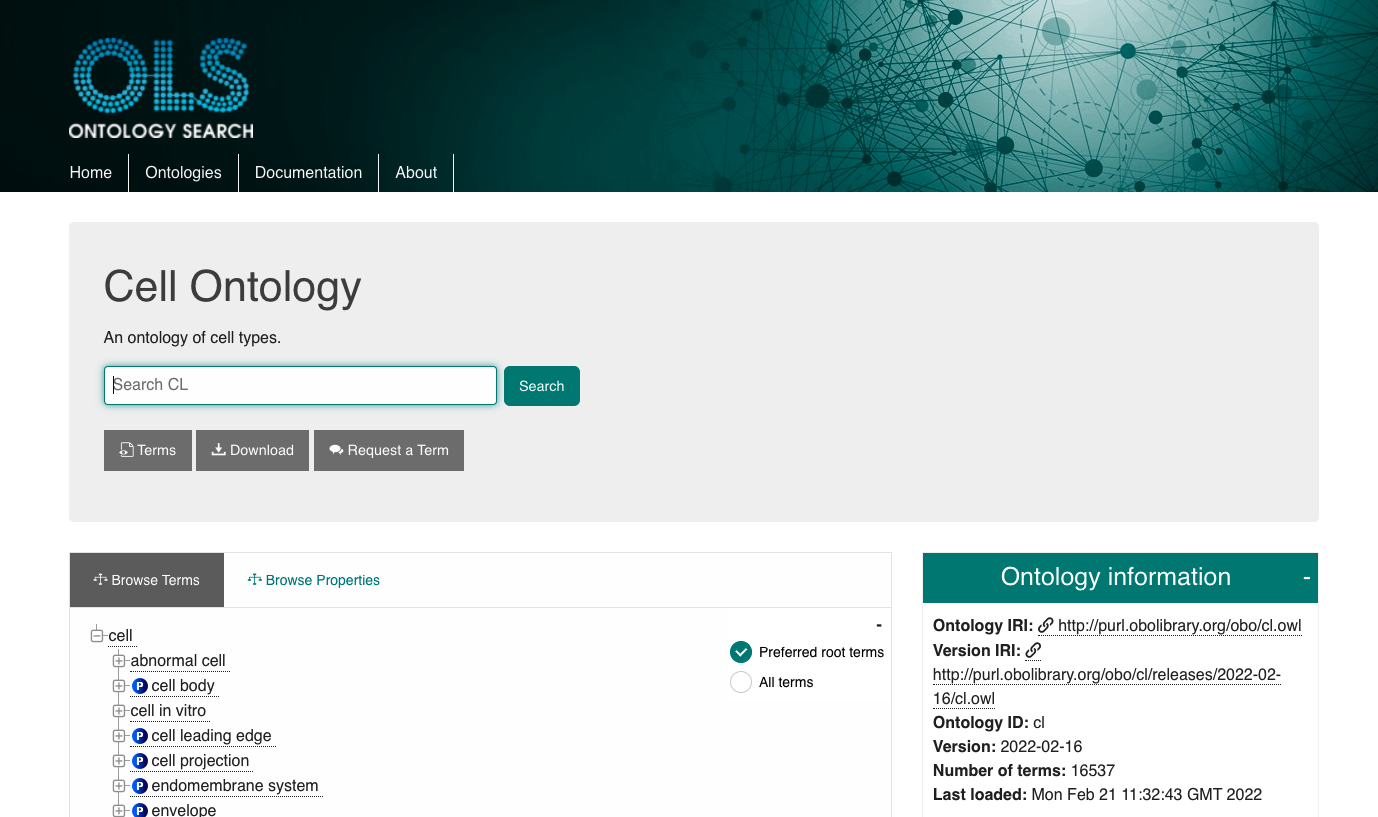 OLS
ONTOLOGY SEARCH
Home
Ontologies
Documentation
About
Cell Ontology
An ontology of cell types.
Search CL
Search
Terms
Download
Request a Term
Browse Terms
Browse Properties
-
cell
abnormal cell
P cell body
cell in vitro
P cell leading edge
P cell projection
P endomembrane system
P envelope
Preferred root terms
All terms
Ontology information -
Ontology IRI: http://purl.obolibrary.org/obo/cl.owl
Version IRI:
http://purl.obolibrary.org/obo/cl/releases/2022-02-
16/cl.owl
Ontology ID: cl
Version: 2022-02-16
Number of terms: 16537
Last loaded: Mon Feb 21 11:32:43 GMT 2022